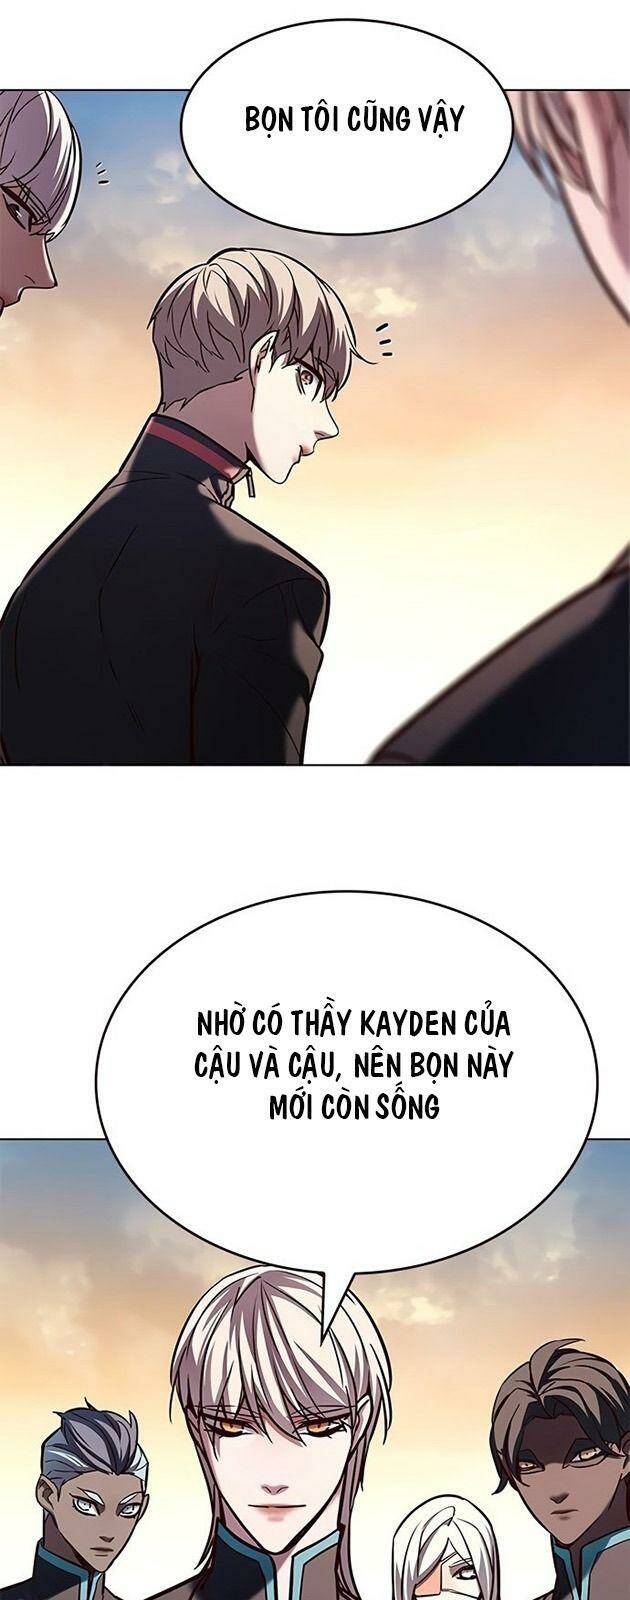 BỌN TÔI CŨNG VẬY
NHỜ CÓ THẦY KAYDEN CỦA
CẬU VÀ CẬU, NÊN BỌN NÀY
MỚI CÒN SỐNG